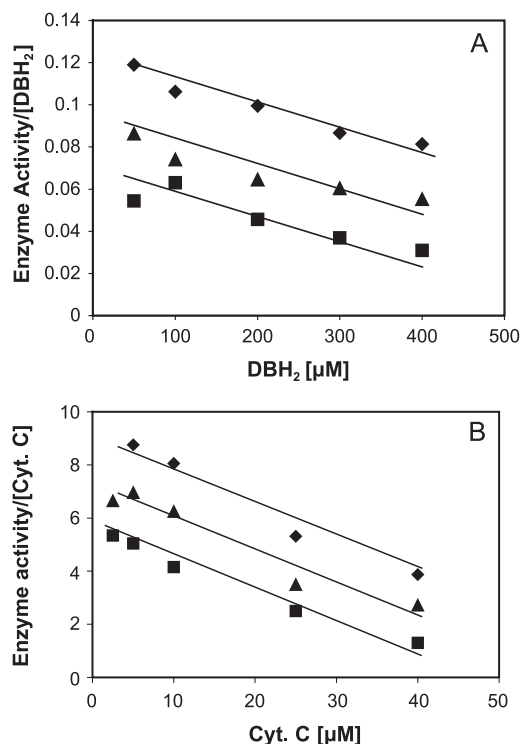 A
Enzyme Activity/[DBH₂]
0.14
0.12
0.1
0.08
0.06
0.04
0.02
0
0 100 200 300 400 500
DBH₂ [µM]
B
Enzyme activity/[Cyt. C]
10
8
6
4
2
0
0 10 20 30 40 50
Cyt. C [µM]